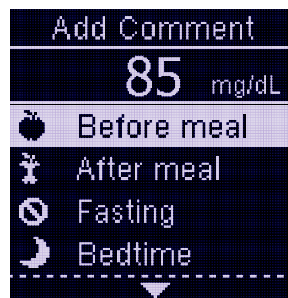 Add Comment
85 mg/dL
Before meal
After meal
Fasting
Bedtime